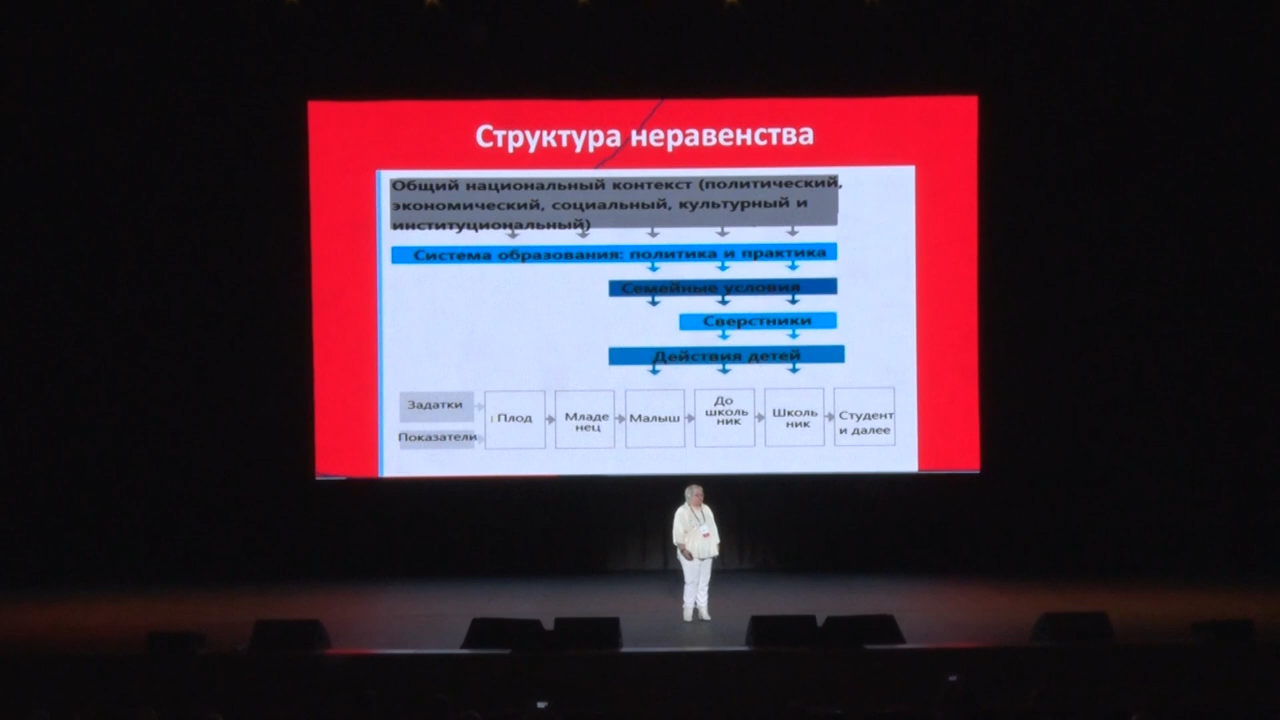 Структура неравенства
Общий национальный контекст (политический,
экономический, социальный, культурный и
институциональный)
Система образования: политика и практика
Семейные условия
Сверстники
Действия детей
Задатки
Показатели
Плод
Младе
нец
Малыш
До
школь
ник
Школь
ник
Студент
и далее